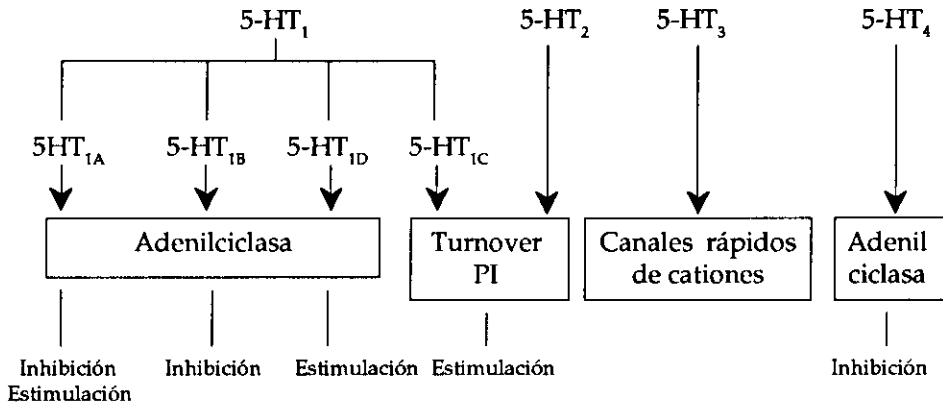 5-HT₁ 5-HT₂ 5-HT₃ 5-HT₄
5HT₁A 5-HT₁B 5-HT₁D 5-HT₁C
Adenilciclasa
Turnover
PI
Canales rápidos
de cationes
Adenil
ciclasa
Inhibición
Estimulación
Inhibición
Estimulación
Estimulación
Inhibición